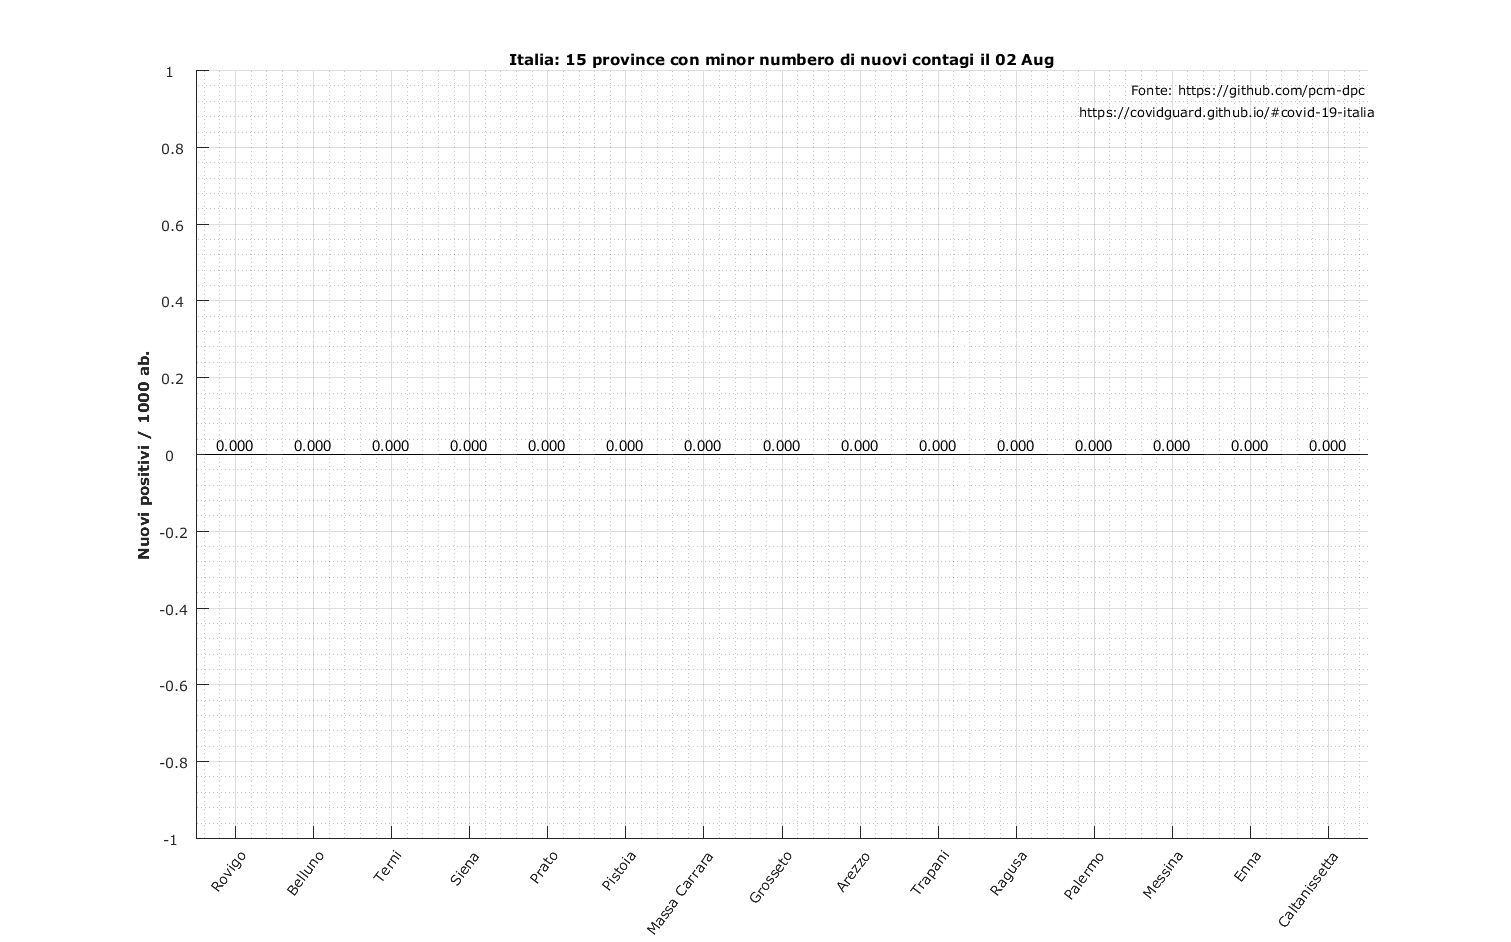 Italia: 15 province con minor numbero di nuovi contagi il 02 Aug
Fonte: https://github.com/pcm-dpc
https://covidguard.github.io/#covid-19-italia
Nuovi positivi / 1000 ab.
1
0.8
0.6
0.4
0.2
0
-0.2
-0.4
-0.6
-0.8
-1
0.000 0.000 0.000 0.000 0.000 0.000 0.000 0.000 0.000 0.000 0.000 0.000 0.000 0.000 0.000
Rovigo
Belluno
Terni
Siena
Prato
Pistoia
Massa Carrara
Grosseto
Arezzo
Trapani
Ragusa
Palermo
Messina
Enna
Caltanissetta